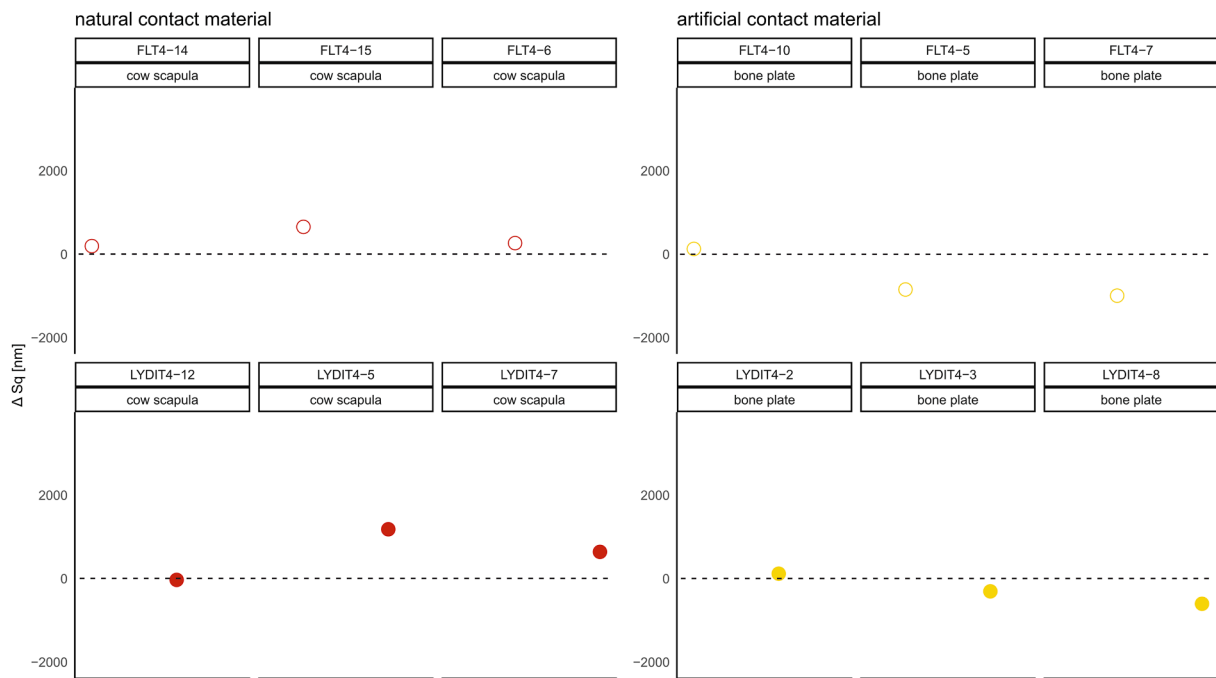 natural contact material
artificial contact material
FLT4−14
FLT4−15
FLT4−6
cow scapula
cow scapula
cow scapula
FLT4−10
FLT4−5
FLT4−7
bone plate
bone plate
bone plate
2000
0
−2000
2000
0
−2000
Δ Sq [nm]
LYDIT4−12
LYDIT4−5
LYDIT4−7
cow scapula
cow scapula
cow scapula
LYDIT4−2
LYDIT4−3
LYDIT4−8
bone plate
bone plate
bone plate
2000
0
−2000
2000
0
−2000